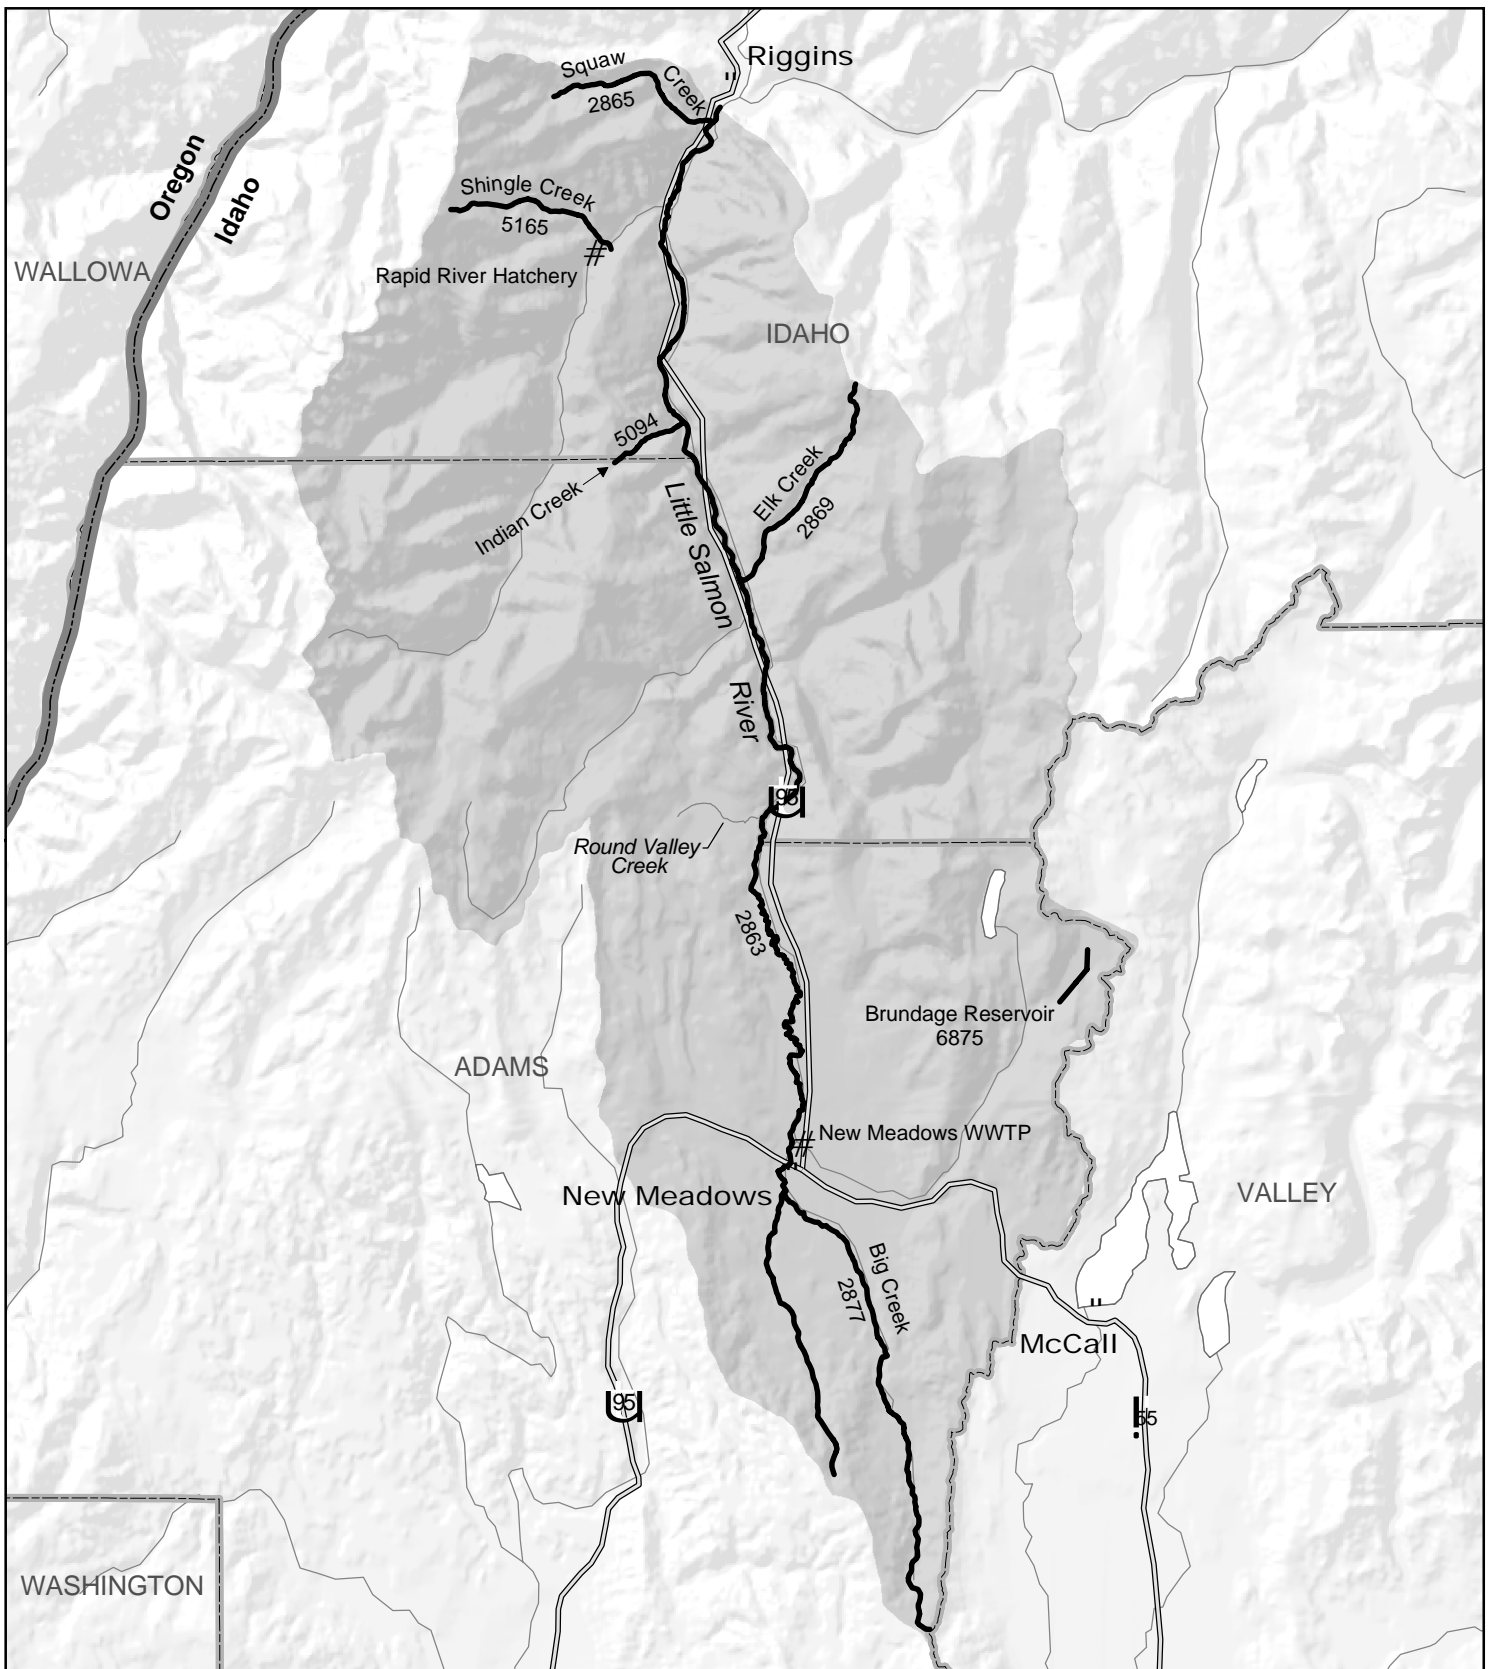 Riggins
Squaw
Creek
2865
Oregon
Idaho
Shingle Creek
5165
WALLOWA
Rapid River Hatchery
IDAHO
5094
Indian Creek
Elk Creek
2869
Little Salmon
River
95
Round Valley
Creek
2863
Brundage Reservoir
6875
ADAMS
New Meadows WWTP
New Meadows
VALLEY
Big Creek
2877
McCall
95
55
WASHINGTON